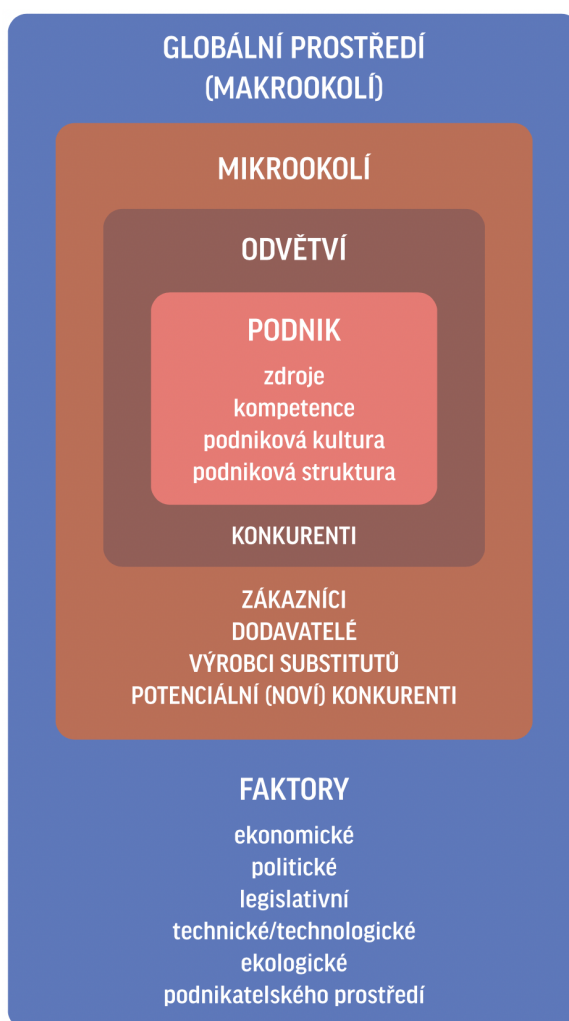 GLOBÁLNÍ PROSTŘEDÍ
(MAKROOKOLÍ)
MIKROOKOLÍ
ODVĚTVÍ
PODNIK
zdroje
kompetence
podniková kultura
podniková struktura
KONKURENTI
ZÁKAZNÍCI
DODAVATELÉ
VÝROBCI SUBSTITUTŮ
POTENCIÁLNÍ (NOVÍ) KONKURENTI
FAKTORY
ekonomické
politické
legislativní
technické/technologické
ekologické
podnikatelského prostředí